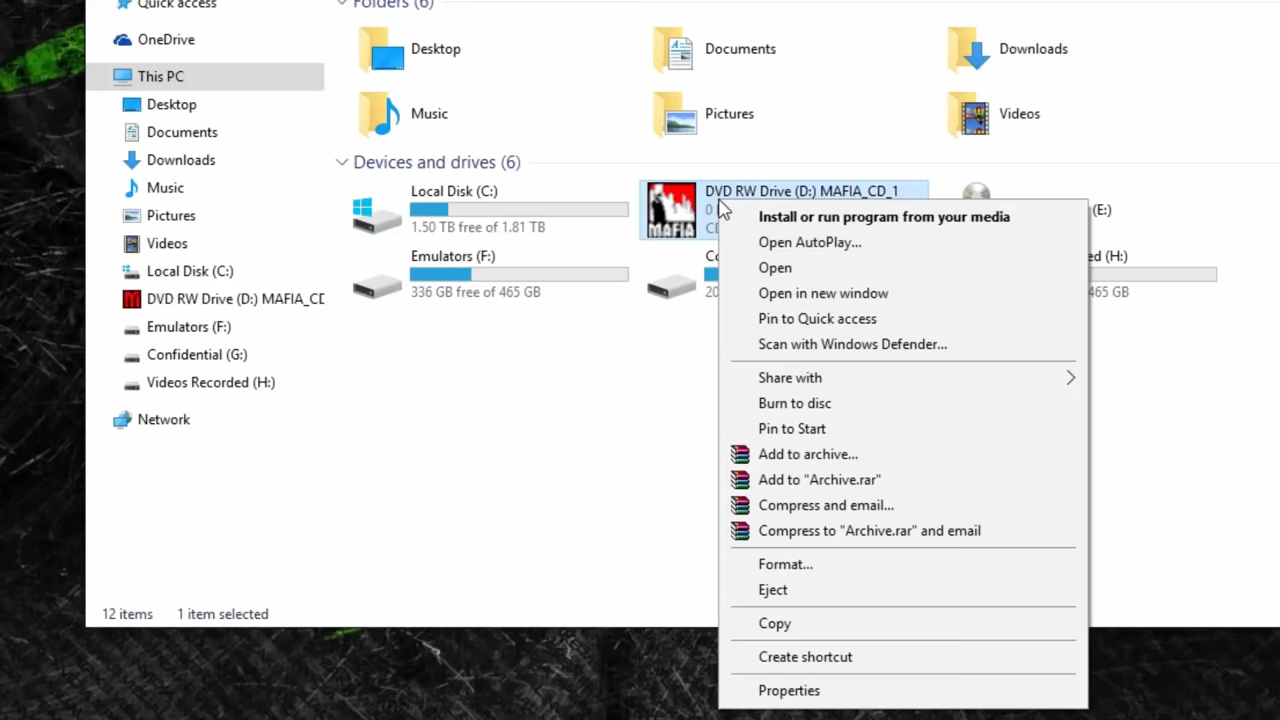 Quick access
OneDrive
This PC
Desktop
Documents
Downloads
Music
Pictures
Videos
Local Disk (C:)
DVD RW Drive (D:) MAFIA_CD
Emulators (F:)
Confidential (G:)
Videos Recorded (H:)
Network
Folders (6)
Desktop
Documents
Downloads
Music
Pictures
Videos
Devices and drives (6)
Local Disk (C:)
1.50 TB free of 1.81 TB
MAFIA
DVD RW Drive (D:) MAFIA_CD_1
0
(E:)
Emulators (F:)
336 GB free of 465 GB
(H:)
465 GB
Install or run program from your media
Open AutoPlay...
Open
Open in new window
Pin to Quick access
Scan with Windows Defender...
Share with
Burn to disc
Pin to Start
Add to archive...
Add to "Archive.rar"
Compress and email...
Compress to "Archive.rar" and email
Format...
Eject
Copy
Create shortcut
Properties
12 items 1 item selected